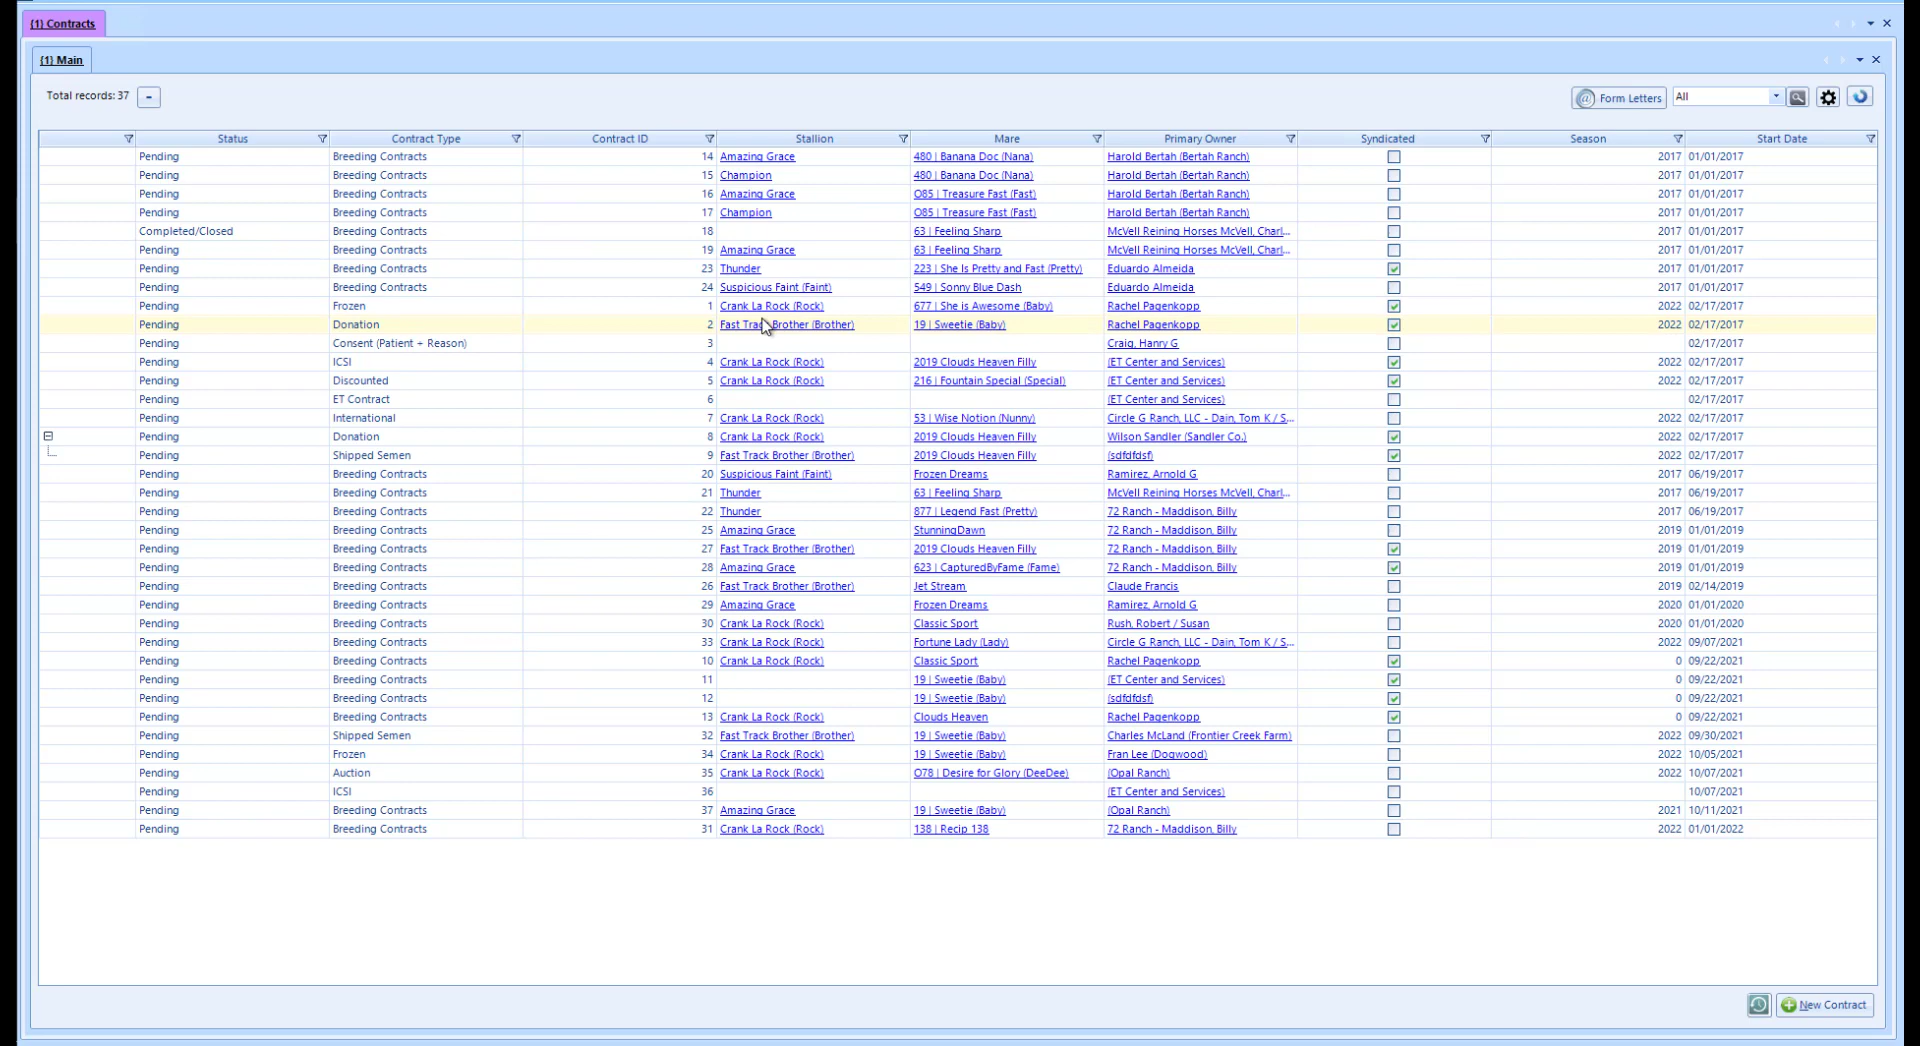 {1} Contracts
{1} Main
Total records: 37
Form Letters All
Status Contract Type Contract ID Stallion Mare Primary Owner Syndicated Season Start Date
Pending Breeding Contracts 14 Amazing Grace 480 | Banana Doc (Nana) Harold Bertah (Bertah Ranch) 2017 01/01/2017
Pending Breeding Contracts 15 Champion 480 | Banana Doc (Nana) Harold Bertah (Bertah Ranch) 2017 01/01/2017
Pending Breeding Contracts 16 Amazing Grace O85 | Treasure Fast (Fast) Harold Bertah (Bertah Ranch) 2017 01/01/2017
Pending Breeding Contracts 17 Champion O85 | Treasure Fast (Fast) Harold Bertah (Bertah Ranch) 2017 01/01/2017
Completed/Closed Breeding Contracts 18 63 | Feeling Sharp McVell Reining Horses McVell, Charl... 2017 01/01/2017
Pending Breeding Contracts 19 Amazing Grace 63 | Feeling Sharp McVell Reining Horses McVell, Charl... 2017 01/01/2017
Pending Breeding Contracts 23 Thunder 223 | She Is Pretty and Fast (Pretty) Eduardo Almeida 2017 01/01/2017
Pending Breeding Contracts 24 Suspicious Faint (Faint) 549 | Sonny Blue Dash Eduardo Almeida 2017 01/01/2017
Pending Frozen 1 Crank La Rock (Rock) 677 | She is Awesome (Baby) Rachel Pagenkopp 2022 02/17/2017
Pending Donation 2 Fast Track Brother (Brother) 19 | Sweetie (Baby) Rachel Pagenkopp 2022 02/17/2017
Pending Consent (Patient + Reason) 3 Craig, Hanry G 02/17/2017
Pending ICSI 4 Crank La Rock (Rock) 2019 Clouds Heaven Filly (ET Center and Services) 2022 02/17/2017
Pending Discounted 5 Crank La Rock (Rock) 216 | Fountain Special (Special) (ET Center and Services) 2022 02/17/2017
Pending ET Contract 6 (ET Center and Services) 02/17/2017
Pending International 7 Crank La Rock (Rock) 53 | Wise Notion (Nunny) Circle G Ranch, LLC - Dain, Tom K / S... 2022 02/17/2017
Pending Donation 8 Crank La Rock (Rock) 2019 Clouds Heaven Filly Wilson Sandler (Sandler Co.) 2022 02/17/2017
Pending Shipped Semen 9 Fast Track Brother (Brother) 2019 Clouds Heaven Filly (sdfdfdsf) 2022 02/17/2017
Pending Breeding Contracts 20 Suspicious Faint (Faint) Frozen Dreams Ramirez, Arnold G 2017 06/19/2017
Pending Breeding Contracts 21 Thunder 63 | Feeling Sharp McVell Reining Horses McVell, Charl... 2017 06/19/2017
Pending Breeding Contracts 22 Thunder 877 | Legend Fast (Pretty) 72 Ranch - Maddison, Billy 2017 06/19/2017
Pending Breeding Contracts 25 Amazing Grace StunningDawn 72 Ranch - Maddison, Billy 2019 01/01/2019
Pending Breeding Contracts 27 Fast Track Brother (Brother) 2019 Clouds Heaven Filly 72 Ranch - Maddison, Billy 2019 01/01/2019
Pending Breeding Contracts 28 Amazing Grace 623 | CapturedByFame (Fame) 72 Ranch - Maddison, Billy 2019 01/01/2019
Pending Breeding Contracts 26 Fast Track Brother (Brother) Jet Stream Claude Francis 2019 02/14/2019
Pending Breeding Contracts 29 Amazing Grace Frozen Dreams Ramirez, Arnold G 2020 01/01/2020
Pending Breeding Contracts 30 Crank La Rock (Rock) Classic Sport Rush, Robert / Susan 2020 01/01/2020
Pending Breeding Contracts 33 Crank La Rock (Rock) Fortune Lady (Lady) Circle G Ranch, LLC - Dain, Tom K / S... 2022 09/07/2021
Pending Breeding Contracts 10 Crank La Rock (Rock) Classic Sport Rachel Pagenkopp 0 09/22/2021
Pending Breeding Contracts 11 19 | Sweetie (Baby) (ET Center and Services) 0 09/22/2021
Pending Breeding Contracts 12 19 | Sweetie (Baby) (sdfdfdsf) 0 09/22/2021
Pending Breeding Contracts 13 Crank La Rock (Rock) Clouds Heaven Rachel Pagenkopp 0 09/22/2021
Pending Shipped Semen 32 Fast Track Brother (Brother) 19 | Sweetie (Baby) Charles McLand (Frontier Creek Farm) 2022 09/30/2021
Pending Frozen 34 Crank La Rock (Rock) 19 | Sweetie (Baby) Fran Lee (Dogwood) 2022 10/05/2021
Pending Auction 35 Crank La Rock (Rock) O78 | Desire for Glory (DeeDee) (Opal Ranch) 2022 10/07/2021
Pending ICSI 36 (ET Center and Services) 10/07/2021
Pending Breeding Contracts 37 Amazing Grace 19 | Sweetie (Baby) (Opal Ranch) 2021 10/11/2021
Pending Breeding Contracts 31 Crank La Rock (Rock) 138 | Recip 138 72 Ranch - Maddison, Billy 2022 01/01/2022
New Contract